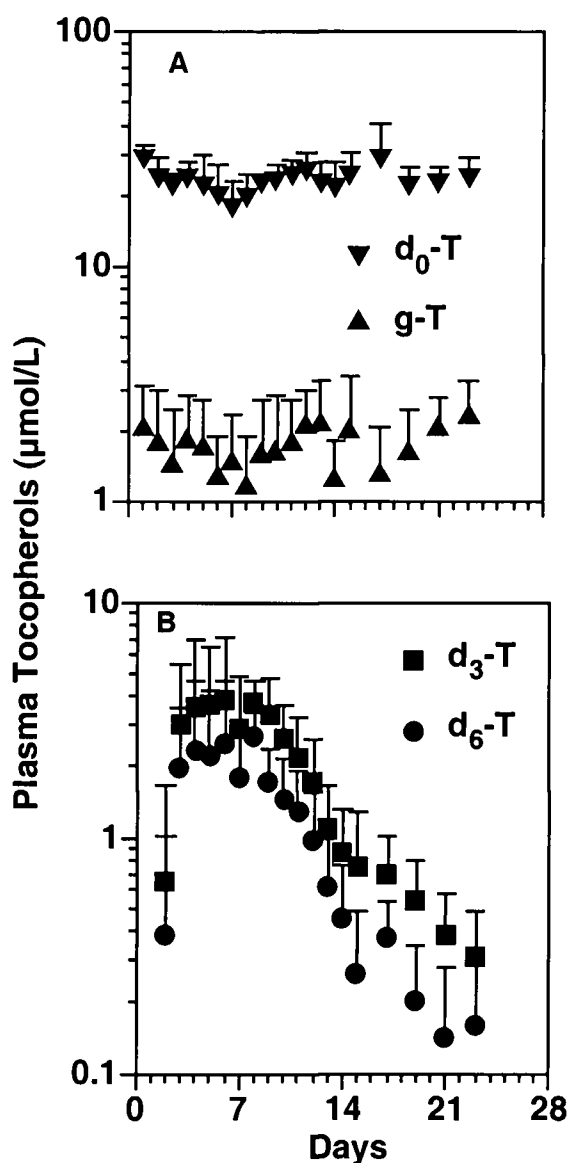 Plasma Tocopherols (µmol/L)
100
A
10
d0-T
g-T
1
10
B
d3-T
d6-T
1
0.1
0 7 14 21 28
Days